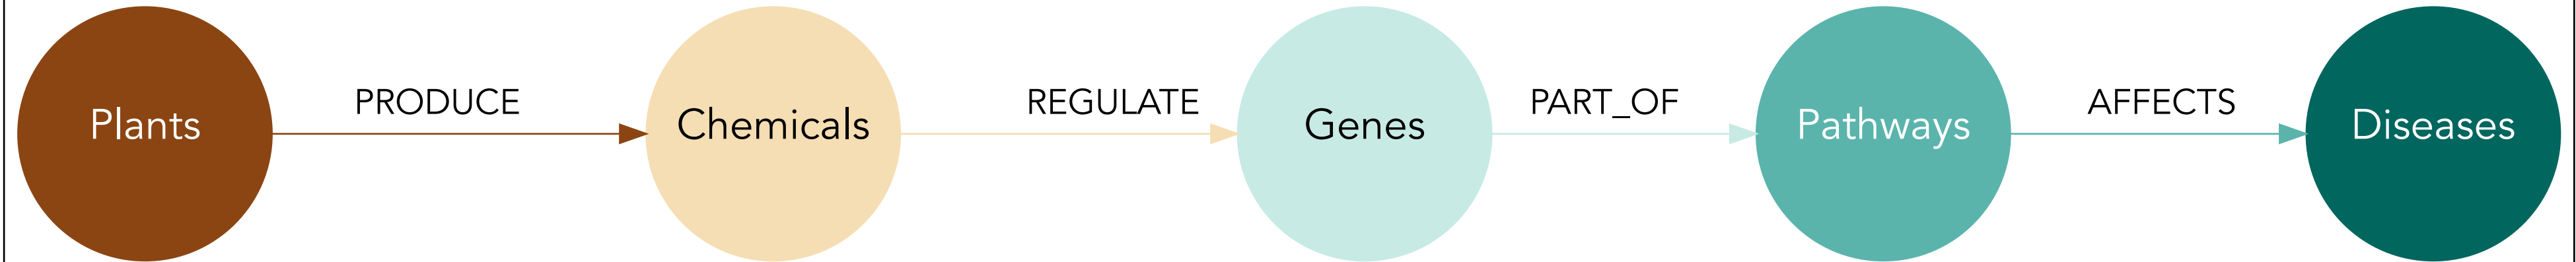 Plants
PRODUCE
Chemicals
REGULATE
Genes
PART_OF
Pathways
AFFECTS
Diseases